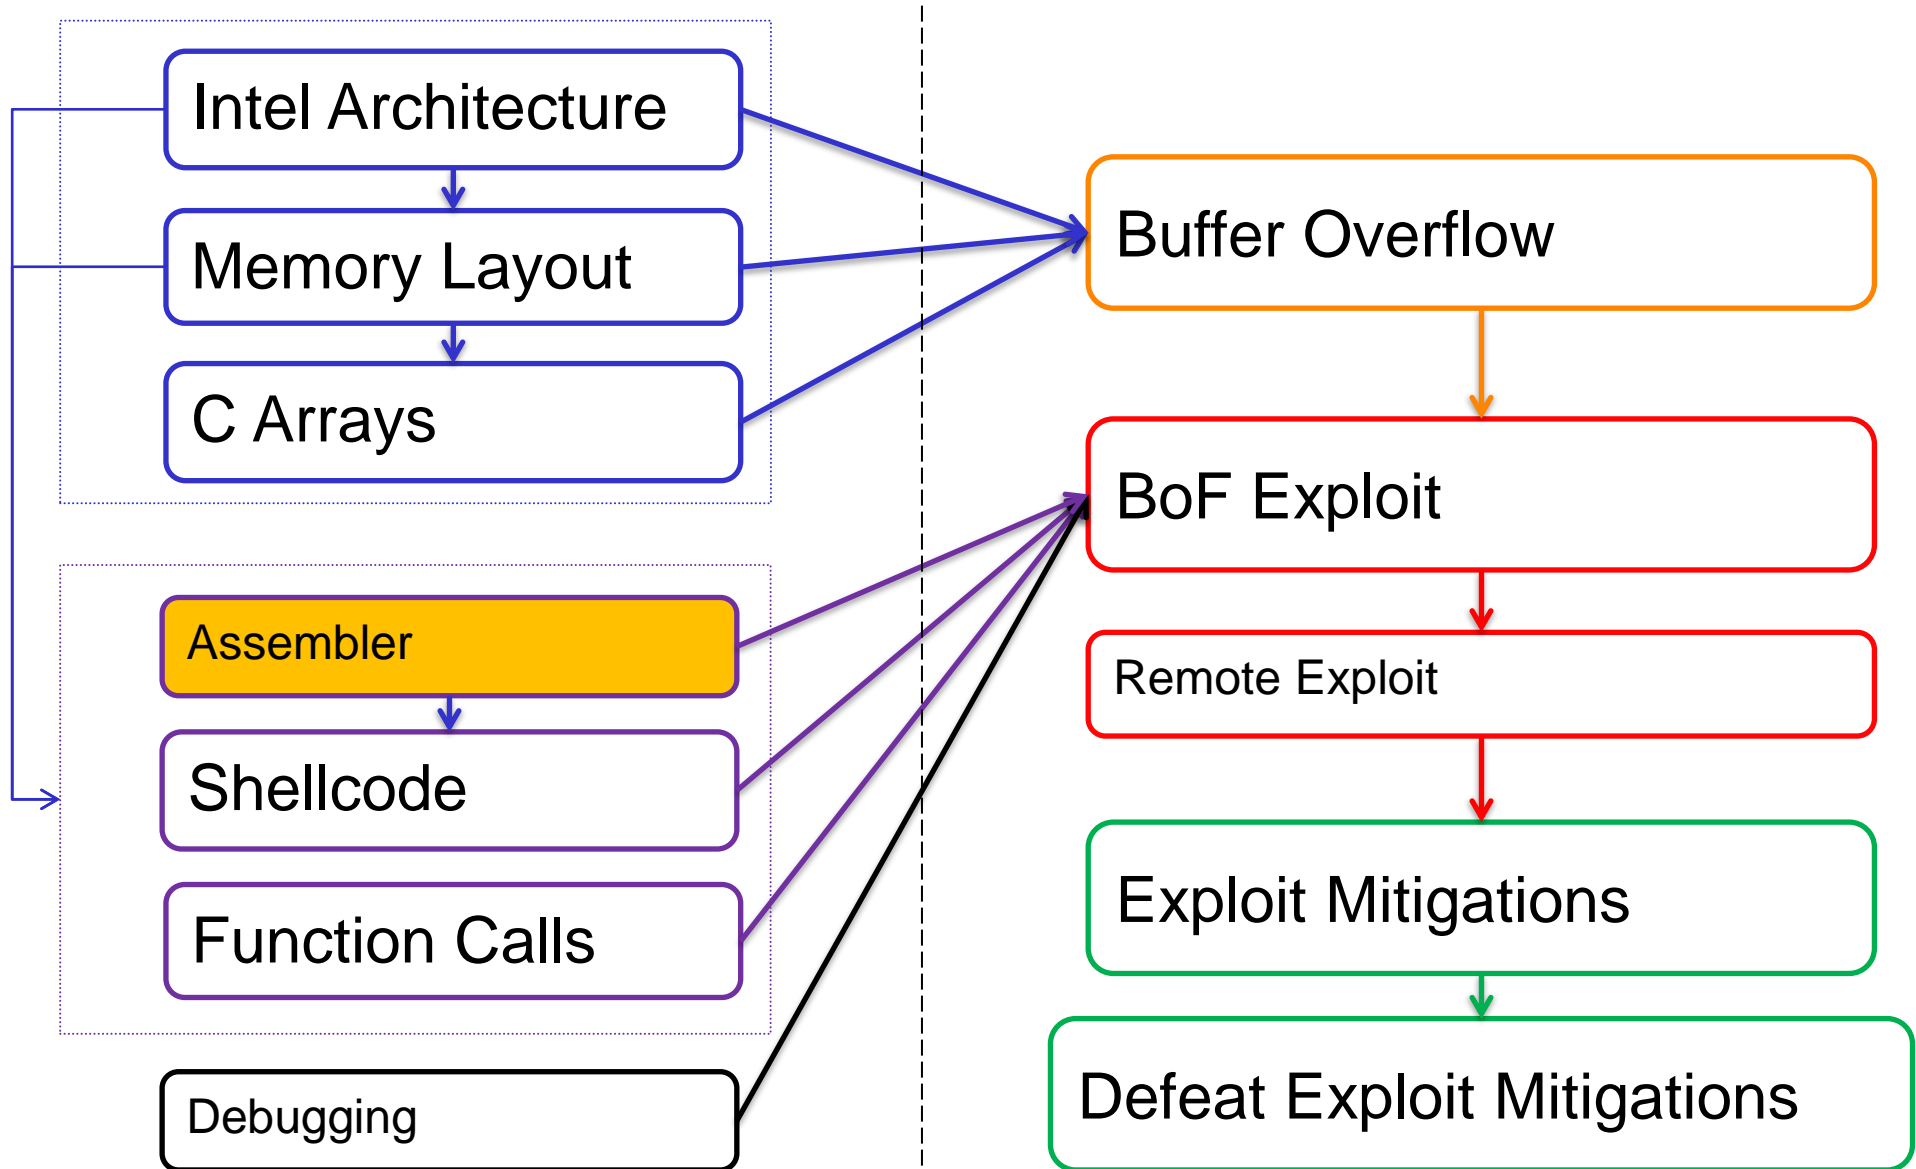 Intel Architecture
Memory Layout
C Arrays
Assembler
Shellcode
Function Calls
Debugging
Buffer Overflow
BoF Exploit
Remote Exploit
Exploit Mitigations
Defeat Exploit Mitigations